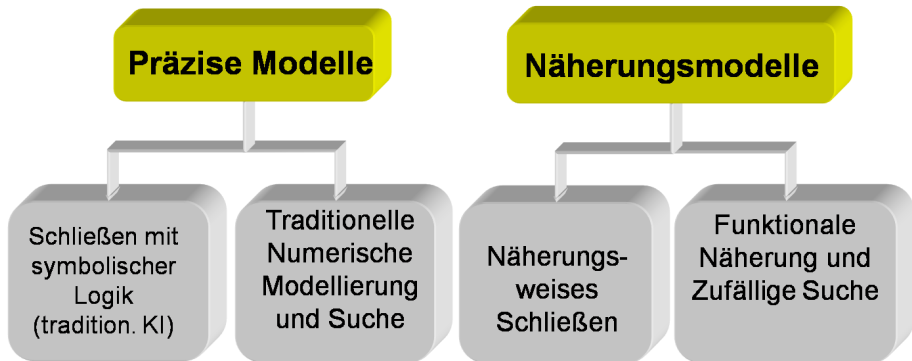 Präzise Modelle
Näherungsmodelle
Schließen mit
symbolischer
Logik
(tradition. KI)
Traditionelle
Numerische
Modellierung
und Suche
Näherungs-
weises
Schließen
Funktionale
Näherung und
Zufällige Suche